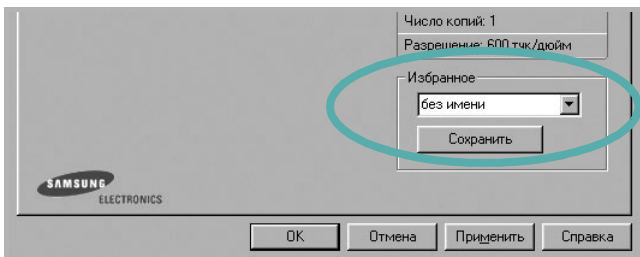 Число копий: 1
Разрешение: 600 тчк/дюйм
Избранное
без имени
Сохранить
SAMSUNG
ELECTRONICS
OK Отмена Применить Справка